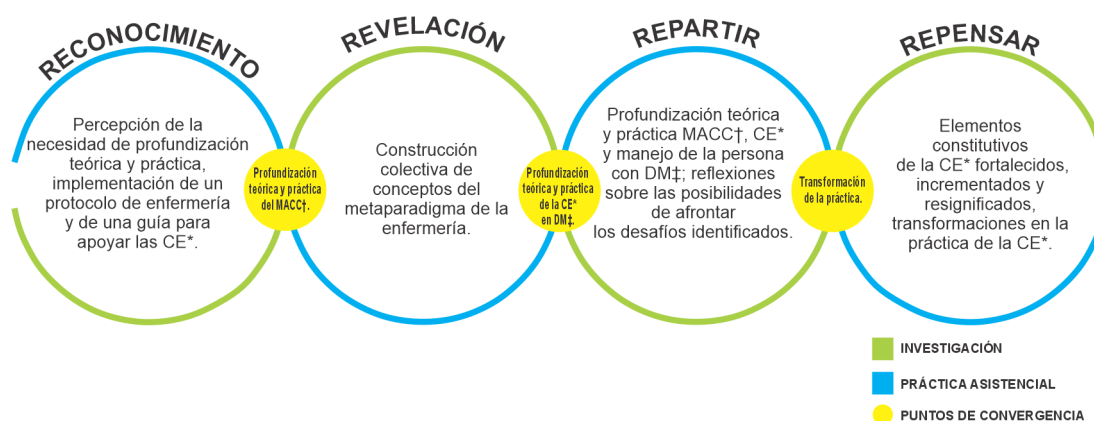 RECONOCIMIENTO
Percepción de la
necesidad de profundización
teórica y práctica,
implementación de un
protocolo de enfermería
y de una guía para
apoyar las CE*.
Profundización
teórica y práctica
del MACC†.
REVELACIÓN
Construcción
colectiva de
conceptos del
metaparadigma de la
enfermería.
Profundización
teórica y práctica
de la CE*
en DM‡.
REPARTIR
Profundización teórica
y práctica MACC†, CE*
y manejo de la persona
con DM‡; reflexiones
sobre las posibilidades
de afrontar
los desafíos identificados.
Transformación
de la práctica.
REPENSAR
Elementos
constitutivos
de la CE* fortalecidos,
incrementados y
resignificados,
transformaciones en la
práctica de la CE*.
INVESTIGACIÓN
PRÁCTICA ASISTENCIAL
PUNTOS DE CONVERGENCIA